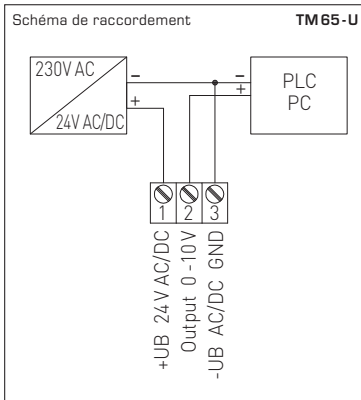 Schéma de raccordement TM65-U
230V AC
24V AC/DC
–
+
–
+
PLC
PC
1 2 3
+UB 24V AC/DC
Output 0-10V
-UB AC/DC GND